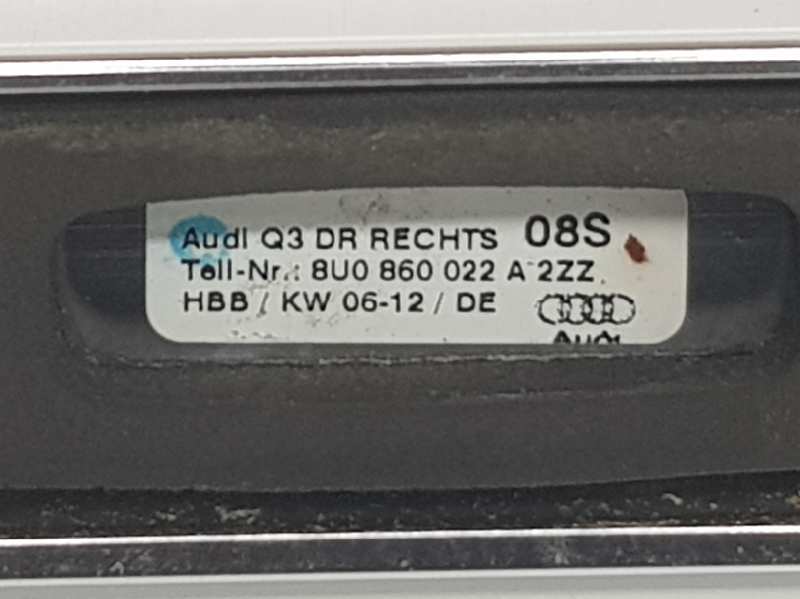 Audi Q3 DR RECHTS 08S
Teil-Nr.: 8U0 860 022 A 2ZZ
HBB / KW 06-12 / DE
Audi